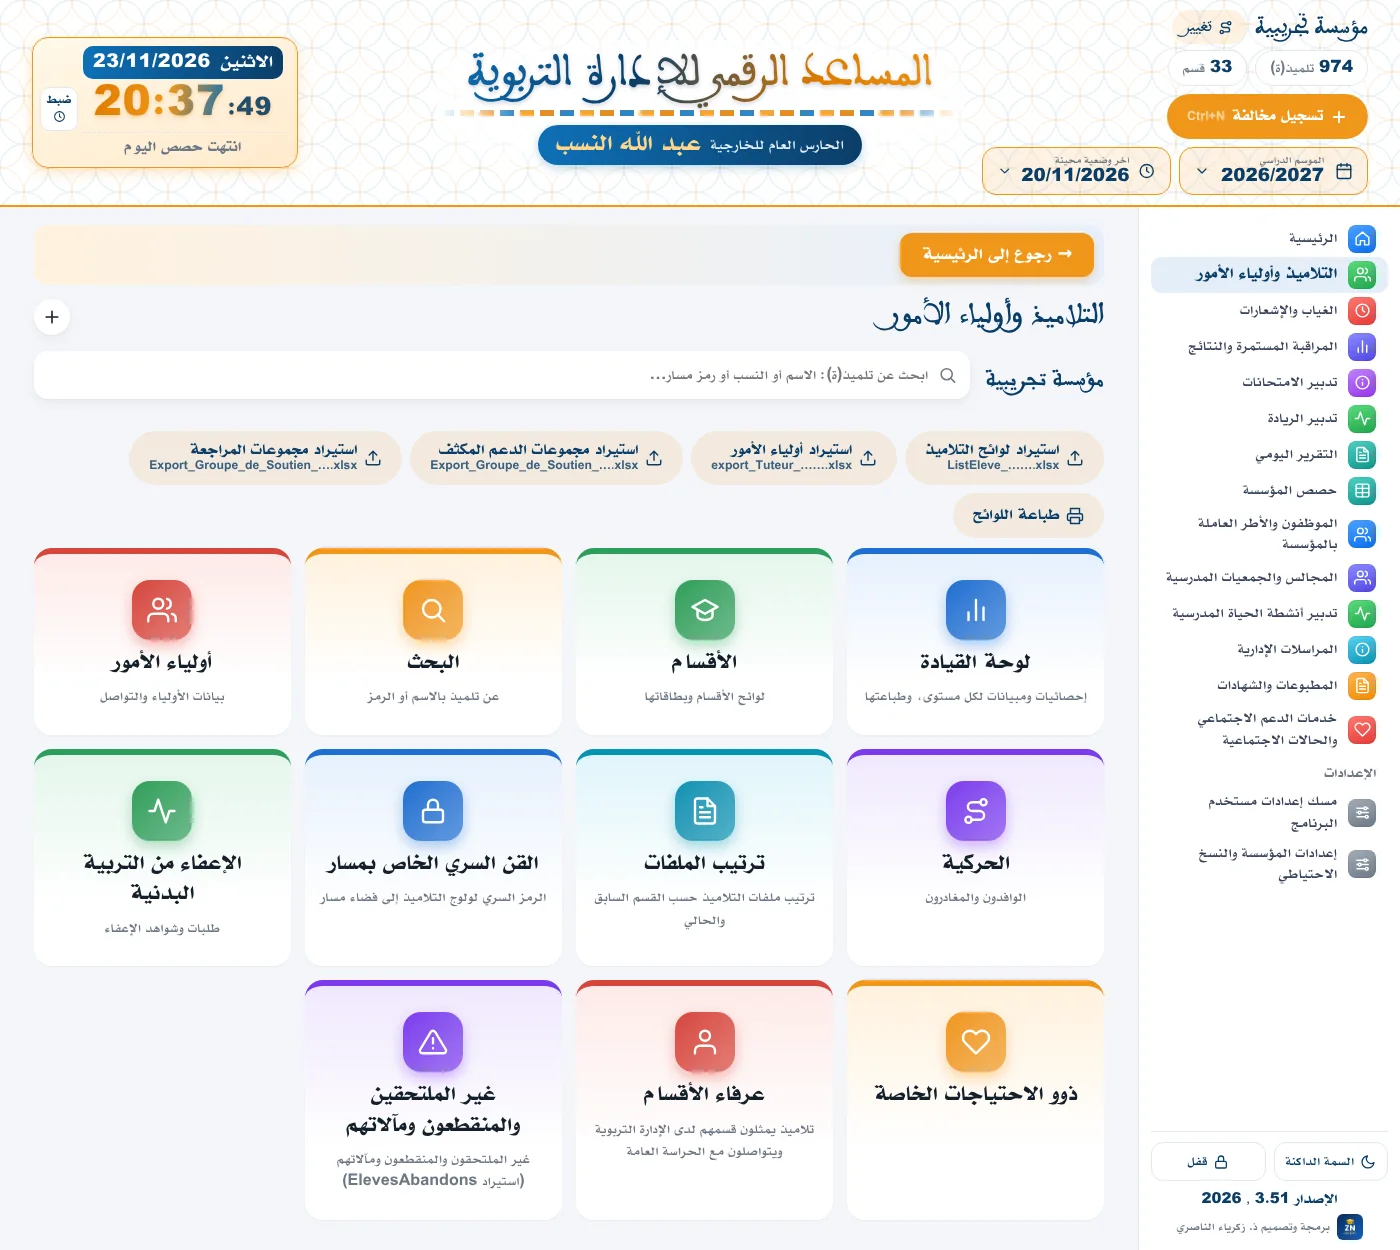 مؤسسة تجريبية
تغيير
974 تلميذ(ة)
33 قسم
+ تسجيل مخالفة Ctrl+N
الموسم الدراسي
2026/2027
آخر وضعية محينة
20/11/2026
المساعد الرقمي للإدارة التربوية
الحارس العام للخارجية عبد الله النسب
الاثنين 23/11/2026
20:37:49
ضبط
انتهت حصص اليوم
الرئيسية
التلاميذ وأولياء الأمور
الغياب والإشعارات
المراقبة المستمرة والنتائج
تدبير الامتحانات
تدبير الريادة
التقرير اليومي
حصص المؤسسة
الموظفون والأطر العاملة
بالمؤسسة
المجالس والجمعيات المدرسية
تدبير أنشطة الحياة المدرسية
المراسلات الإدارية
المطبوعات والشهادات
خدمات الدعم الاجتماعي
والحالات الاجتماعية
الإعدادات
مسك إعدادات مستخدم
البرنامج
إعدادات المؤسسة والنسخ
الاحتياطي
السمة الداكنة
قفل
الإصدار 3.51 , 2026
برمجة وتصميم ذ. زكرياء الناصري
ZN
→ رجوع إلى الرئيسية
التلاميذ وأولياء الأمور
+
مؤسسة تجريبية
ابحث عن تلميذ(ة): الاسم أو النسب أو رمز مسار...
استيراد لوائح التلاميذ
ListEleve_.......xlsx
استيراد أولياء الأمور
export_Tuteur_.......xlsx
استيراد مجموعات الدعم المكثف
Export_Groupe_de_Soutien_....xlsx
استيراد مجموعات المراجعة
Export_Groupe_de_Soutien_....xlsx
طباعة اللوائح
لوحة القيادة
إحصائيات ومبيانات لكل مستوى، وطباعتها
الأقسام
لوائح الأقسام وبطاقاتها
البحث
عن تلميذ بالاسم أو الرمز
أولياء الأمور
بيانات الأولياء والتواصل
الحركية
الوافدون والمغادرون
ترتيب الملفات
ترتيب ملفات التلاميذ حسب القسم السابق
والحالي
القن السري الخاص بمسار
الرمز السري لولوج التلاميذ إلى فضاء مسار
الإعفاء من التربية
البدنية
طلبات وشواهد الإعفاء
ذوو الاحتياجات الخاصة
عرفاء الأقسام
تلاميذ يمثلون قسمهم لدى الإدارة التربوية
ويتواصلون مع الحراسة العامة
غير الملتحقين
والمنقطعون ومآلاتهم
غير الملتحقون والمنقطعون ومآلاتهم
(استيراد ElevesAbandons)